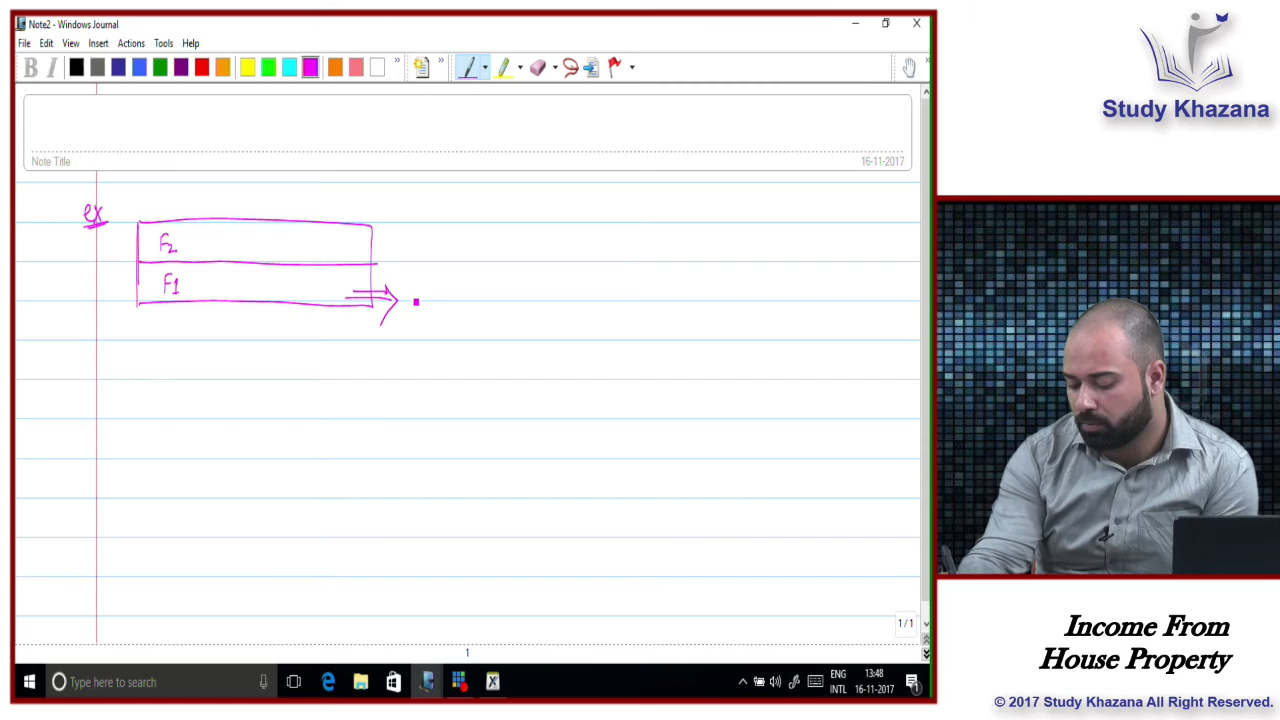 Note2 - Windows Journal
File Edit View Insert Actions Tools Help
B I
Note Title
16-11-2017
ex
F2
F1
1/1
1
Type here to search
ENG
INTL
13:48
16-11-2017
1
Study Khazana
Income From
House Property
© 2017 Study Khazana All Right Reserved.